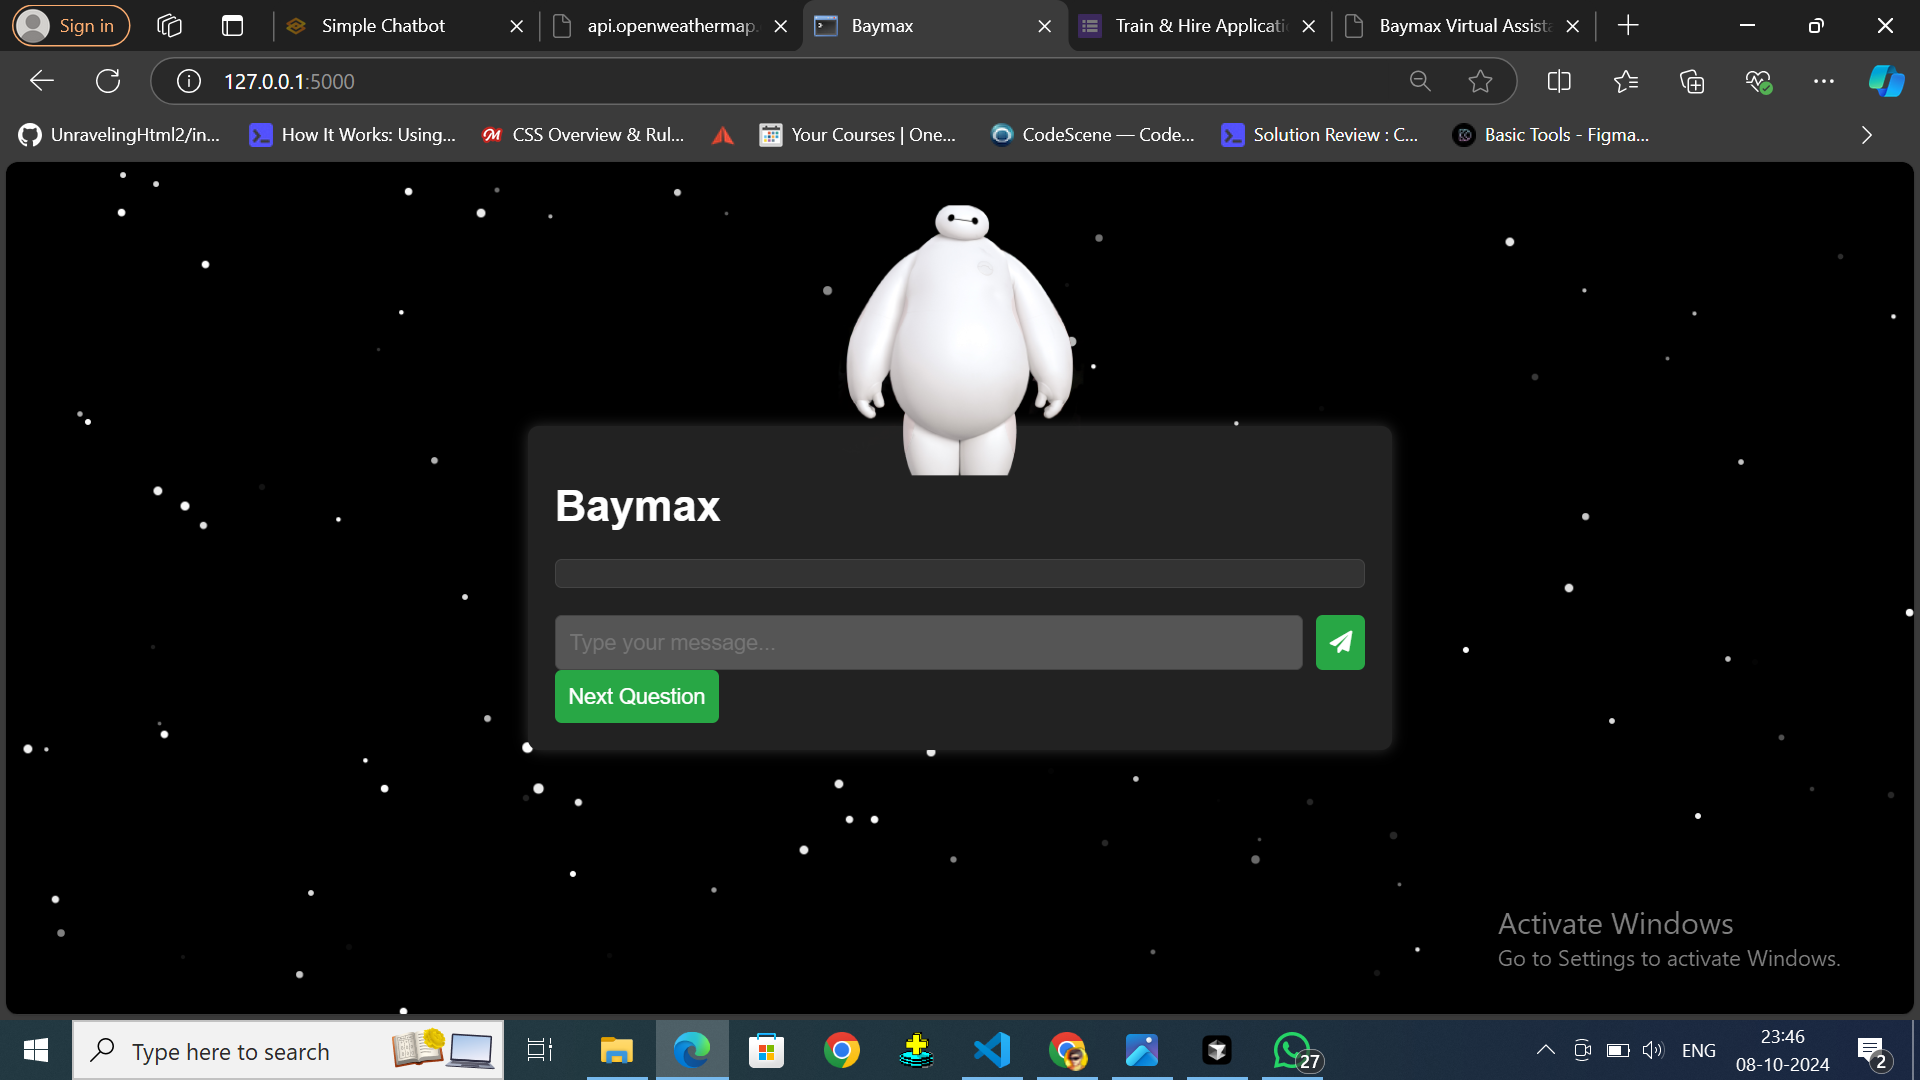 Sign in
Simple Chatbot
api.openweathermap.
Baymax
Train & Hire Applicati
Baymax Virtual Assista
127.0.0.1:5000
UnravelingHtml2/in...
How It Works: Using...
CSS Overview & Rul...
Your Courses | One...
CodeScene — Code...
Solution Review : C...
Basic Tools - Figma...
Baymax
Type your message...
Next Question
Activate Windows
Go to Settings to activate Windows.
Type here to search
27
ENG
23:46
08-10-2024
2